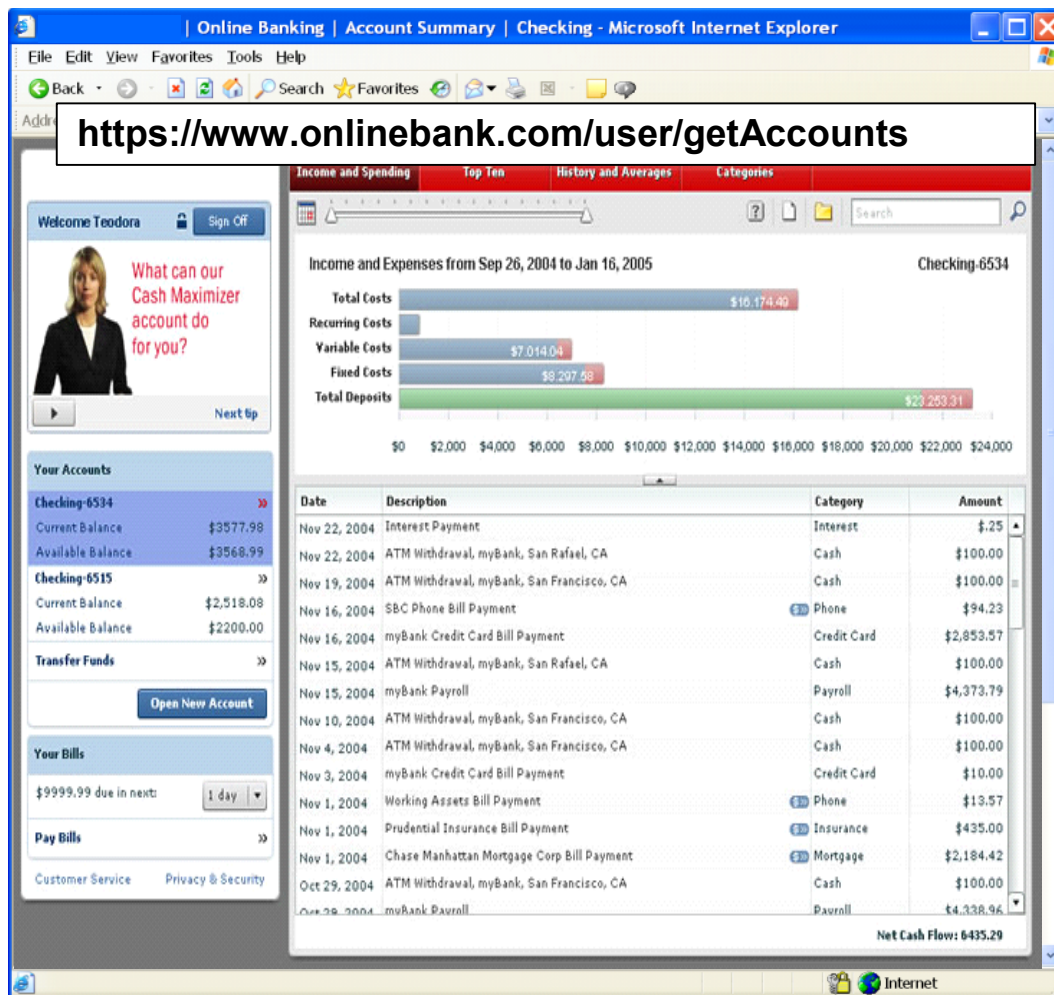 | Online Banking | Account Summary | Checking - Microsoft Internet Explorer
File Edit View Favorites Tools Help
Back Search Favorites
Addre
https://www.onlinebank.com/user/getAccounts
Income and Spending Top Ten History and Averages Categories
Welcome Teodora Sign Off
? Search
What can our
Cash Maximizer
account do
for you?
Next tip
Income and Expenses from Sep 26, 2004 to Jan 16, 2005 Checking-6534
Total Costs $16,174.49
Recurring Costs
Variable Costs $7,014.04
Fixed Costs $8,297.58
Total Deposits $23,253.31
$0 $2,000 $4,000 $6,000 $8,000 $10,000 $12,000 $14,000 $16,000 $18,000 $20,000 $22,000 $24,000
Your Accounts
Checking-6534 »
Current Balance $3577.98
Available Balance $3568.99
Checking-6515 »
Current Balance $2,518.08
Available Balance $2200.00
Transfer Funds »
Open New Account
Your Bills
$9999.99 due in next: 1 day
Pay Bills »
Customer Service Privacy & Security
Date Description Category Amount
Nov 22, 2004 Interest Payment Interest $.25
Nov 22, 2004 ATM Withdraval, myBank, San Rafael, CA Cash $100.00
Nov 19, 2004 ATM Withdraval, myBank, San Francisco, CA Cash $100.00
Nov 16, 2004 SBC Phone Bill Payment Phone $94.23
Nov 16, 2004 myBank Credit Card Bill Payment Credit Card $2,853.57
Nov 15, 2004 ATM Withdraval, myBank, San Rafael, CA Cash $100.00
Nov 15, 2004 myBank Payroll Payroll $4,373.79
Nov 10, 2004 ATM Withdraval, myBank, San Francisco, CA Cash $100.00
Nov 4, 2004 ATM Withdraval, myBank, San Francisco, CA Cash $100.00
Nov 3, 2004 myBank Credit Card Bill Payment Credit Card $10.00
Nov 1, 2004 Working Assets Bill Payment Phone $13.57
Nov 1, 2004 Prudential Insurance Bill Payment Insurance $435.00
Nov 1, 2004 Chase Manhattan Mortgage Corp Bill Payment Mortgage $2,184.42
Oct 29, 2004 ATM Withdraval, myBank, San Francisco, CA Cash $100.00
Oct 29, 2004 myBank Payroll Payroll $4,338.96
Net Cash Flow: 6435.29
Internet